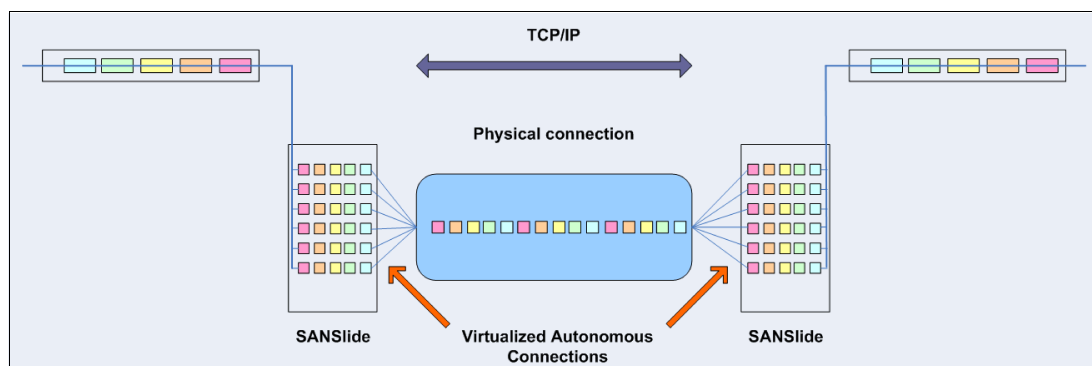 TCP/IP
Physical connection
SANSlide
Virtualized Autonomous
Connections
SANSlide